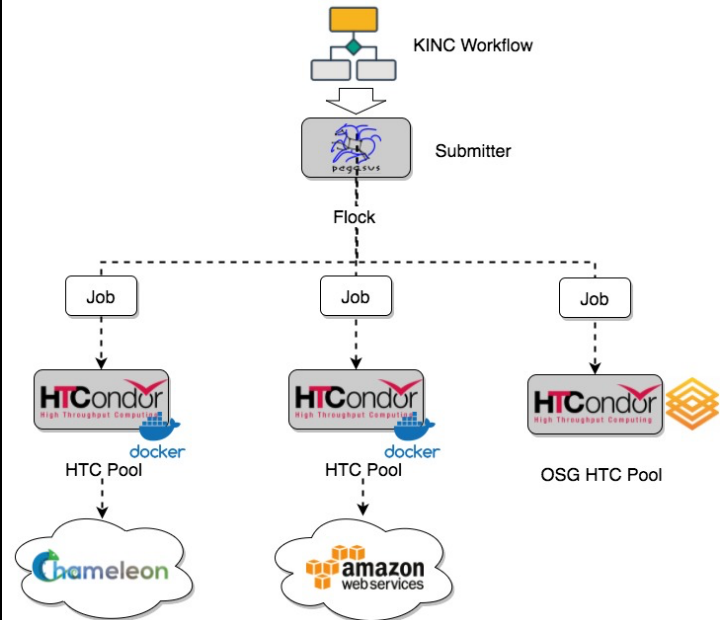 KINC Workflow
pegasus
Submitter
Flock
Job
Job
Job
HTCondor
High Throughput Computing
docker
HTC Pool
HTCondor
High Throughput Computing
docker
HTC Pool
HTCondor
High Throughput Computing
OSG HTC Pool
Chameleon
amazon
webservices